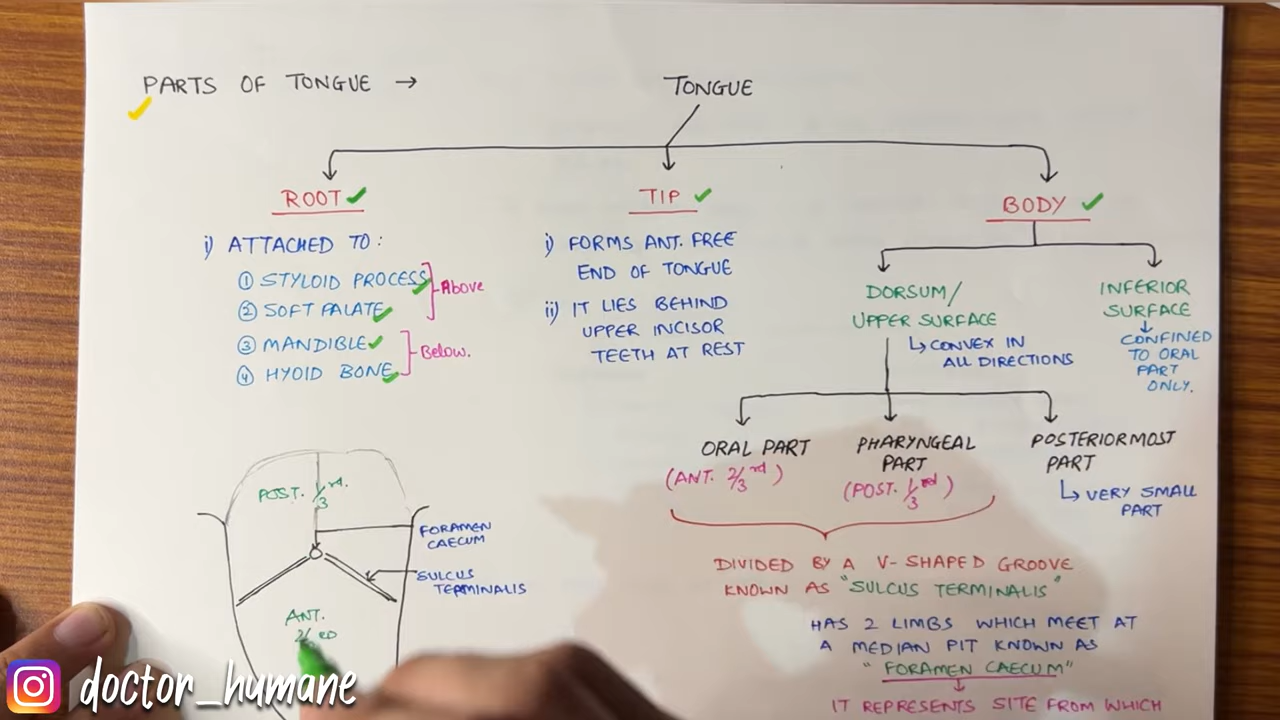 PARTS OF TONGUE →
TONGUE
ROOT
i) ATTACHED TO:
① STYLOID PROCESS
② SOFT PALATE
Above
③ MANDIBLE
④ HYOID BONE
Below.
TIP
i) FORMS ANT. FREE
END OF TONGUE
ii) IT LIES BEHIND
UPPER INCISOR
TEETH AT REST
BODY
DORSUM/
UPPER SURFACE
CONVEX IN
ALL DIRECTIONS
INFERIOR
SURFACE
CONFINED
TO ORAL
PART
ONLY.
ORAL PART
(ANT. 2/3rd)
PHARYNGEAL
PART
(POST. 1/3rd)
POSTERIORMOST
PART
VERY SMALL
PART
DIVIDED BY A V-SHAPED GROOVE
KNOWN AS "SULCUS TERMINALIS"
HAS 2 LIMBS WHICH MEET AT
A MEDIAN PIT KNOWN AS
"FORAMEN CAECUM"
IT REPRESENTS SITE FROM WHICH
POST. 1/3rd.
FORAMEN
CAECUM
SULCUS
TERMINALIS
ANT.
doctor_humane